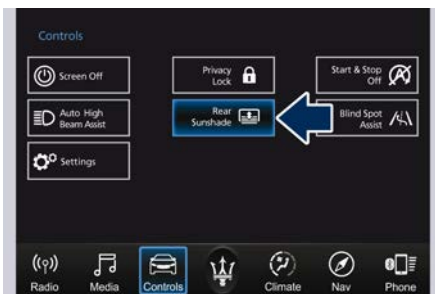 Controls
Screen Off
Privacy
Lock
Start & Stop
Off
Auto High
Beam Assist
Rear
Sunshade
Blind Spot
Assist
Settings
Radio
Media
Controls
Climate
Nav
Phone